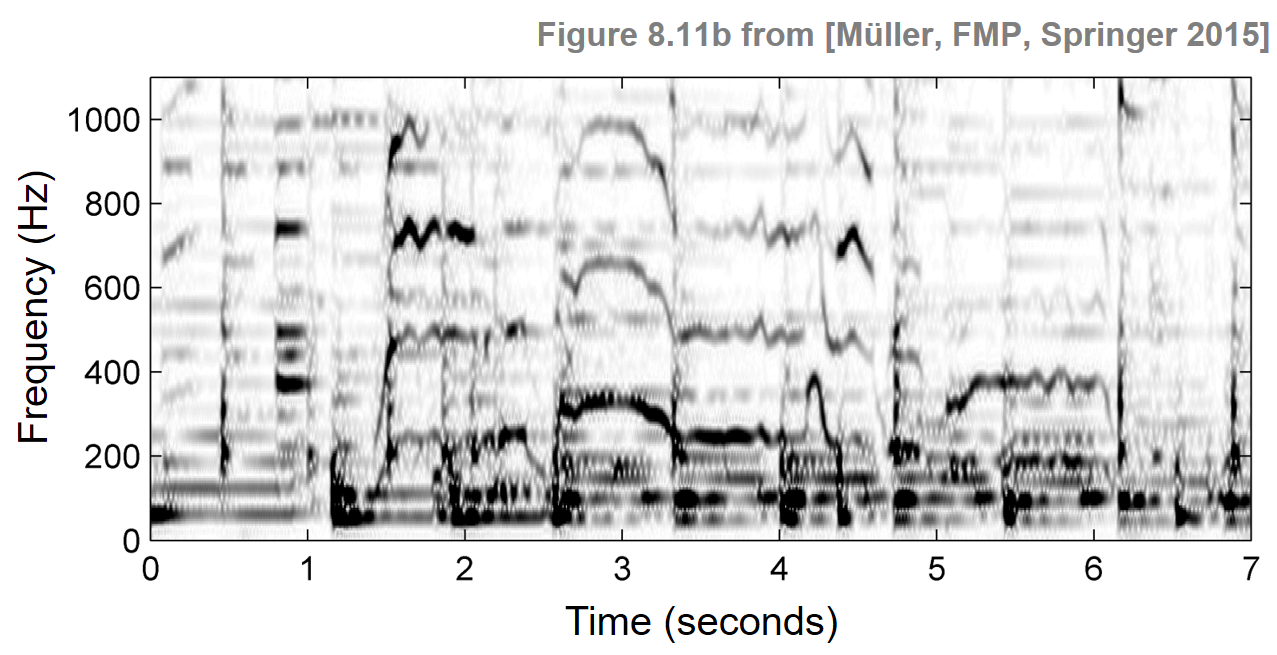 Figure 8.11b from [Müller, FMP, Springer 2015]
Frequency (Hz)
1000
800
600
400
200
0
0 1 2 3 4 5 6 7
Time (seconds)